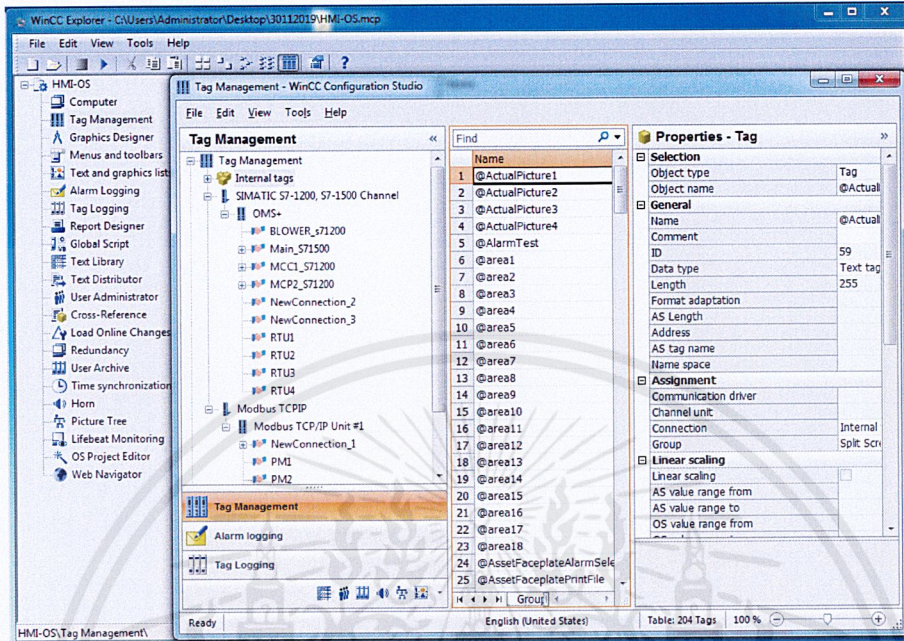 WinCC Explorer - C:\Users\Administrator\Desktop\30112019\HMI-OS.mcp
File Edit View Tools Help
HMI-OS
Computer
Tag Management
Graphics Designer
Menus and toolbars
Text and graphics list
Alarm Logging
Tag Logging
Report Designer
Global Script
Text Library
Text Distributor
User Administrator
Cross-Reference
Load Online Changes
Redundancy
User Archive
Time synchronization
Horn
Picture Tree
Lifebeat Monitoring
OS Project Editor
Web Navigator
HMI-OS\Tag Management\
Tag Management - WinCC Configuration Studio
File Edit View Tools Help
Tag Management «
Tag Management
Internal tags
SIMATIC S7-1200, S7-1500 Channel
OMS+
BLOWER_s71200
Main_S71500
MCC1_S71200
MCP2_S71200
NewConnection_2
NewConnection_3
RTU1
RTU2
RTU3
RTU4
Modbus TCPIP
Modbus TCP/IP Unit #1
NewConnection_1
PM1
PM2
Tag Management
Alarm logging
Tag Logging
Find
Name
1 @ActualPicture1
2 @ActualPicture2
3 @ActualPicture3
4 @ActualPicture4
5 @AlarmTest
6 @area1
7 @area2
8 @area3
9 @area4
10 @area5
11 @area6
12 @area7
13 @area8
14 @area9
15 @area10
16 @area11
17 @area12
18 @area13
19 @area14
20 @area15
21 @area16
22 @area17
23 @area18
24 @AssetFaceplateAlarmSele
25 @AssetFaceplatePrintFile
Group
Properties - Tag »
Selection
Object type Tag
Object name @Actual
General
Name @Actual
Comment
ID 59
Data type Text tag
Length 255
Format adaptation
AS Length
Address
AS tag name
Name space
Assignment
Communication driver
Channel unit
Connection Internal
Group Split Scre
Linear scaling
Linear scaling
AS value range from
AS value range to
OS value range from
Ready English (United States) Table: 204 Tags 100 %